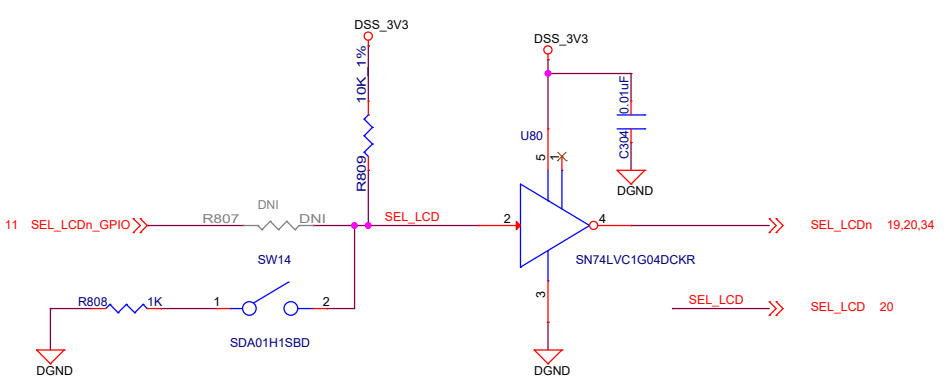 DSS_3V3
DSS_3V3
10K 1%
R809
0.01uF
C304
U80
5
1
DGND
11 SEL_LCDn_GPIO
R807
DNI
DNI
SEL_LCD
2
4
SEL_LCDn 19,20,34
SW14
SN74LVC1G04DCKR
R808
1K
1
2
3
SEL_LCD
SEL_LCD 20
SDA01H1SBD
DGND
DGND